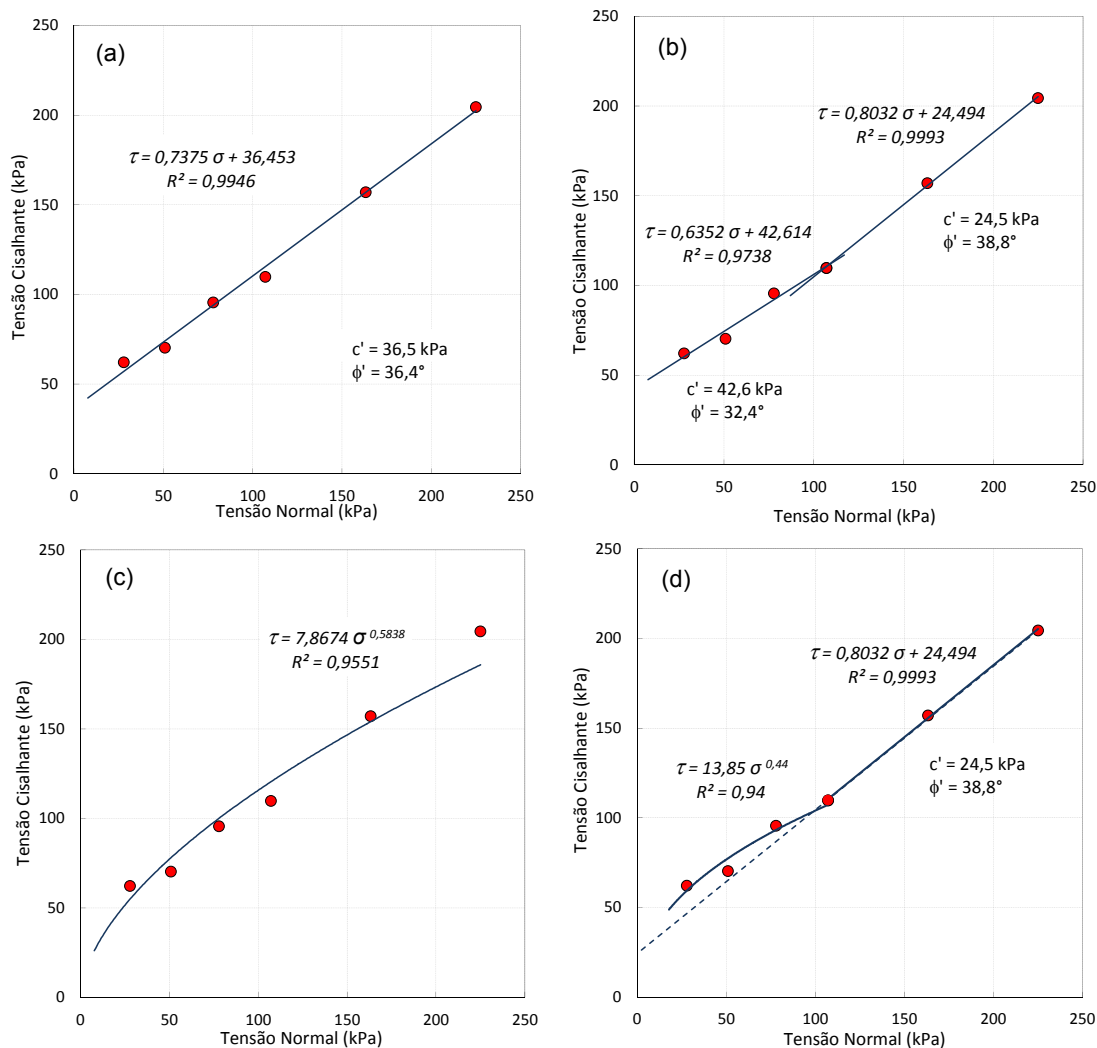 (a)
250
200
150
100
50
0
Tensão Cisalhante (kPa)
τ = 0,7375 σ + 36,453
R² = 0,9946
c' = 36,5 kPa
ϕ' = 36,4°
0 50 100 150 200 250
Tensão Normal (kPa)
(b)
250
200
150
100
50
0
Tensão Cisalhante (kPa)
τ = 0,8032 σ + 24,494
R² = 0,9993
c' = 24,5 kPa
ϕ' = 38,8°
τ = 0,6352 σ + 42,614
R² = 0,9738
c' = 42,6 kPa
ϕ' = 32,4°
0 50 100 150 200 250
Tensão Normal (kPa)
(c)
250
200
150
100
50
0
Tensão Cisalhante (kPa)
τ = 7,8674 σ 0,5838
R² = 0,9551
0 50 100 150 200 250
Tensão Normal (kPa)
(d)
250
200
150
100
50
0
Tensão Cisalhante (kPa)
τ = 0,8032 σ + 24,494
R² = 0,9993
c' = 24,5 kPa
ϕ' = 38,8°
τ = 13,85 σ 0,44
R² = 0,94
0 50 100 150 200 250
Tensão Normal (kPa)